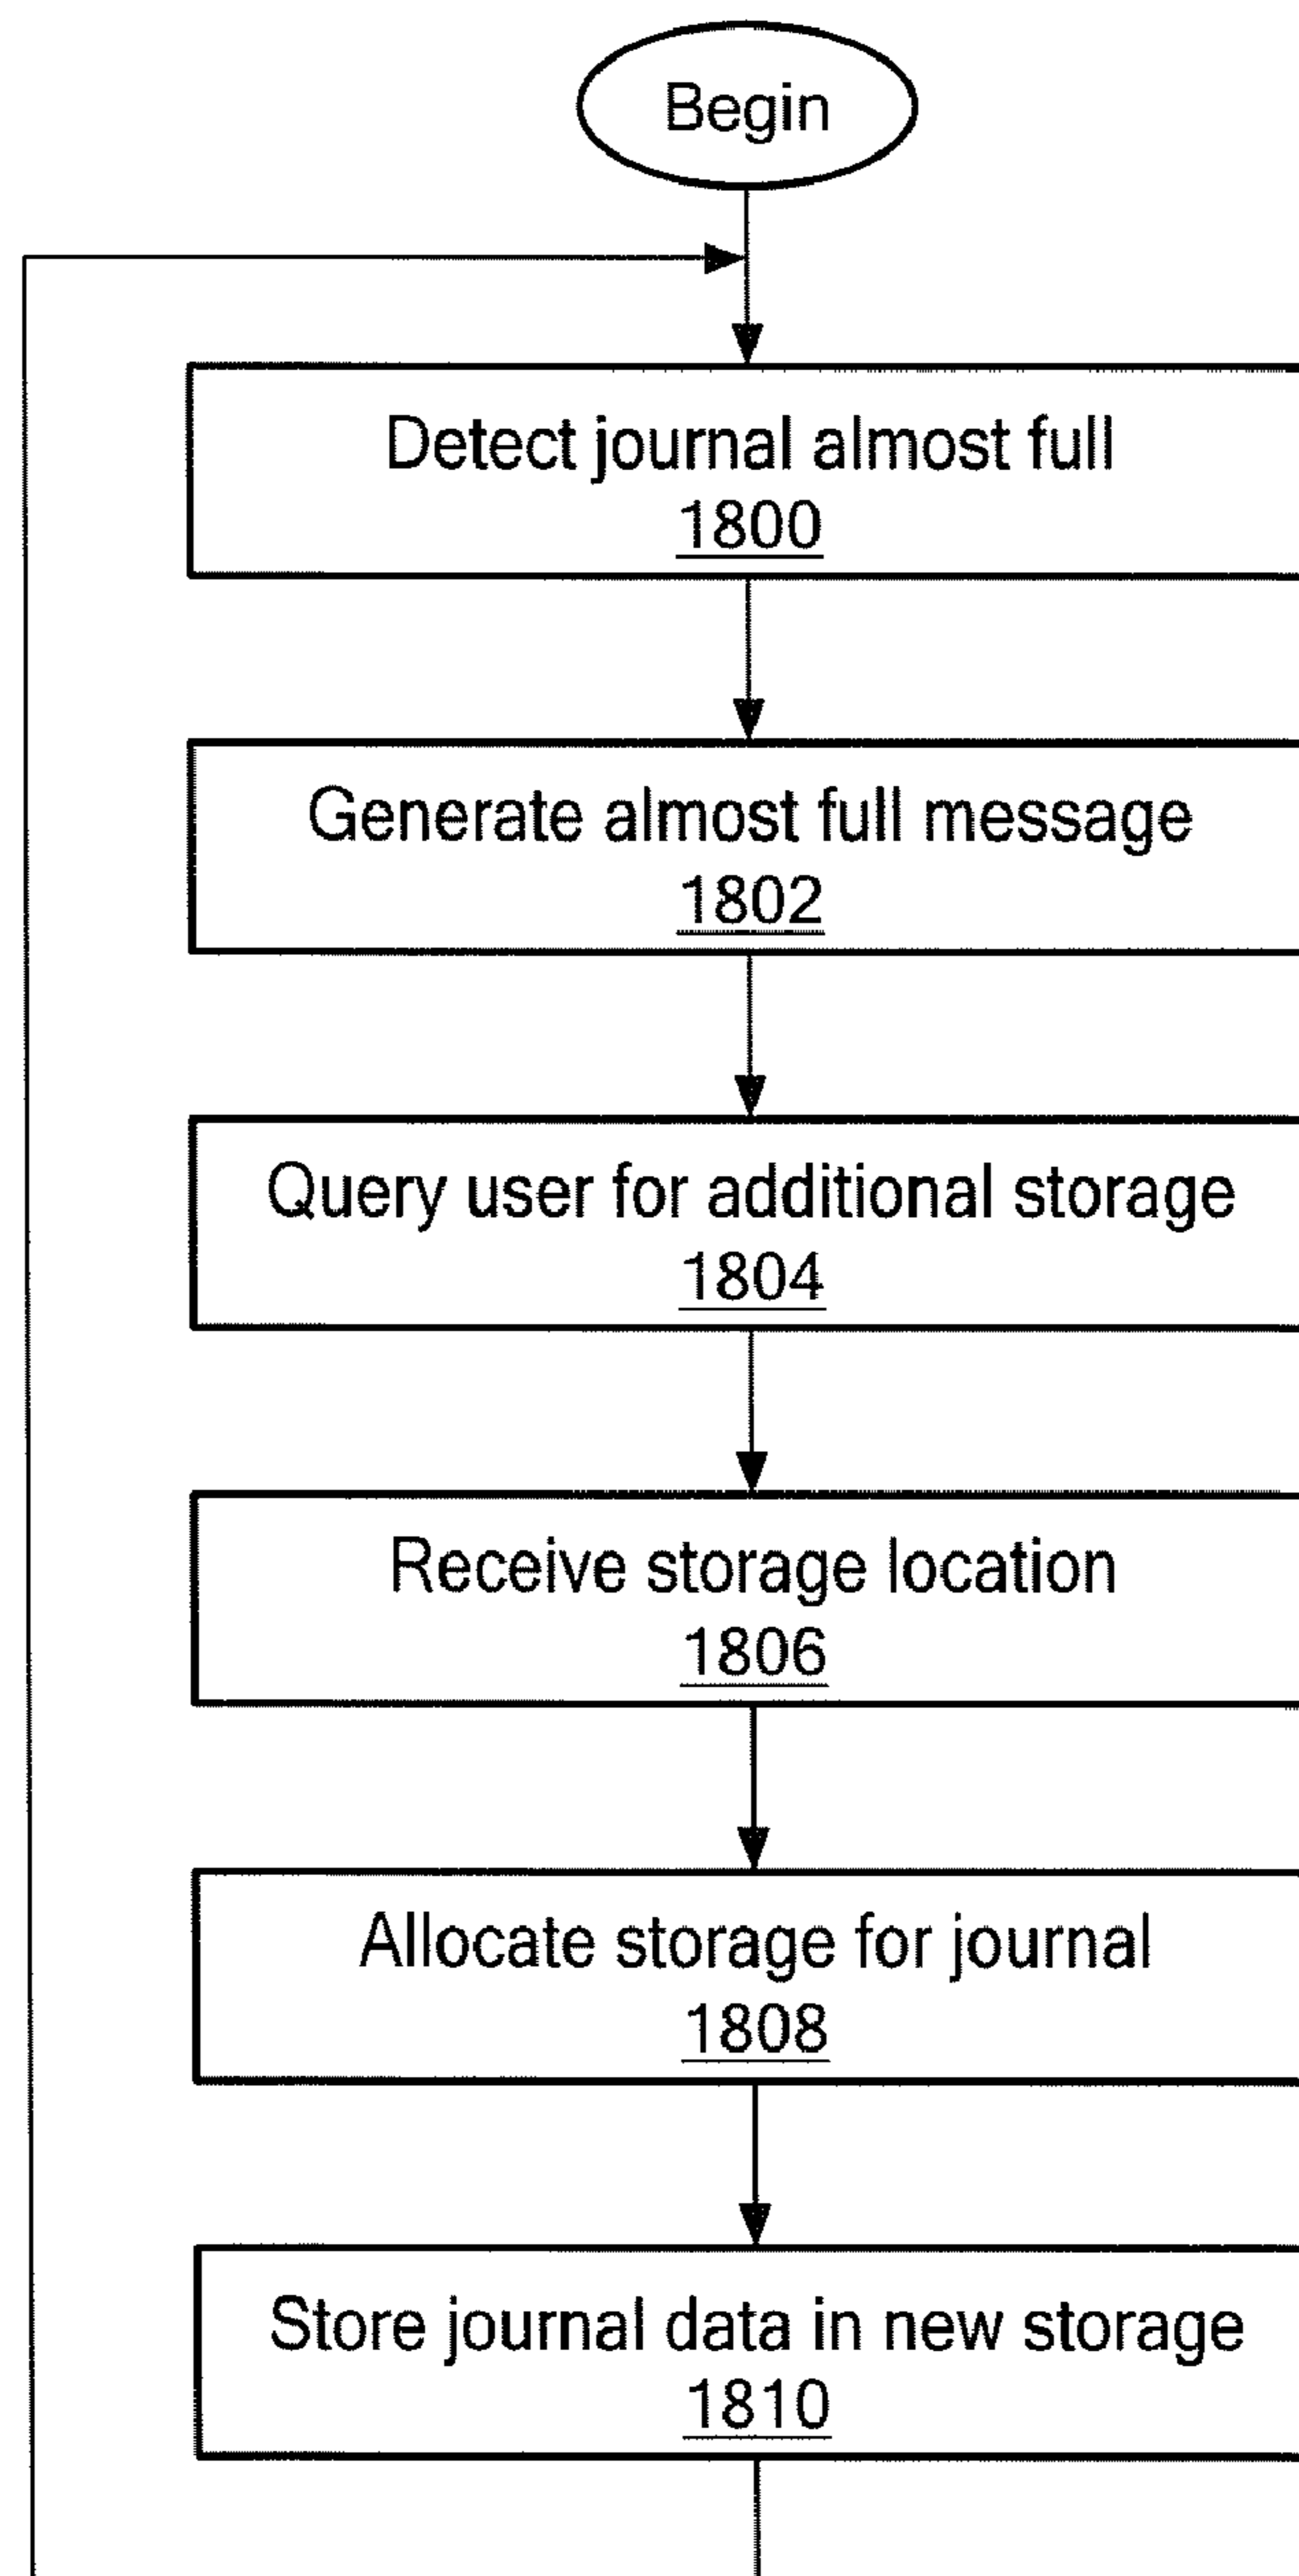 Begin
Detect journal almost full
1800
Generate almost full message
1802
Query user for additional storage
1804
Receive storage location
1806
Allocate storage for journal
1808
Store journal data in new storage
1810